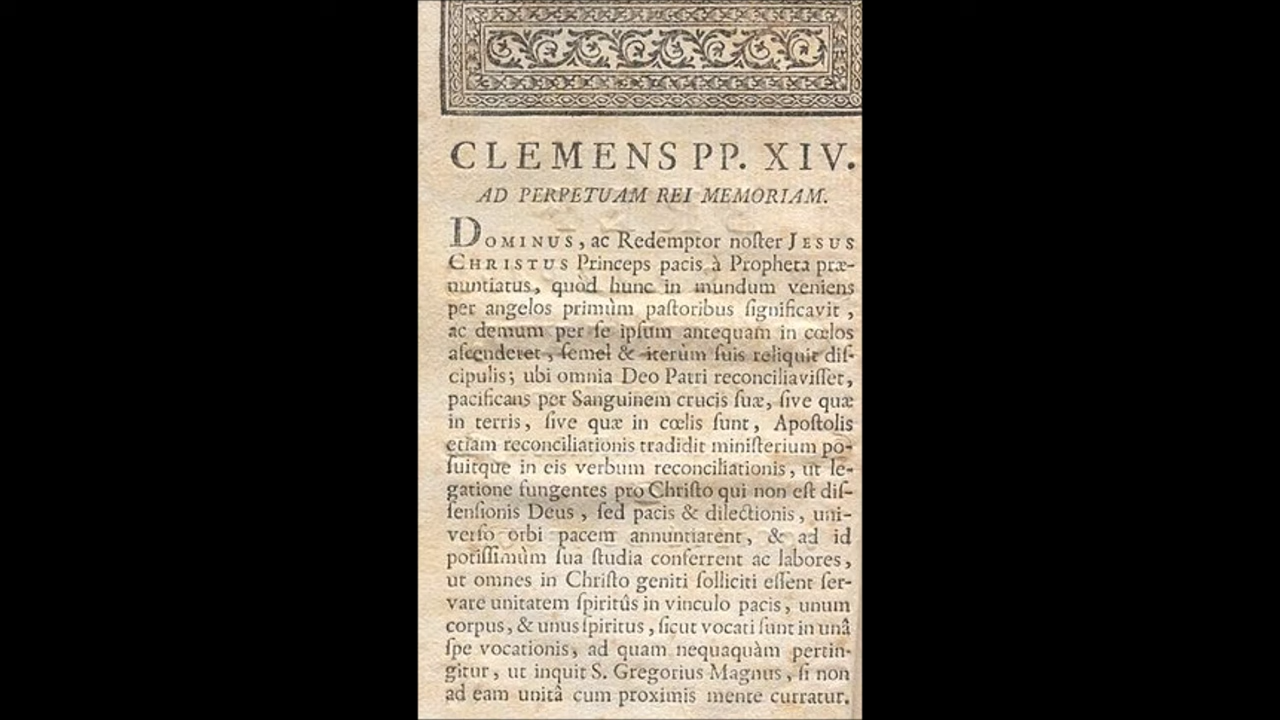 CLEMENS PP. XIV.
AD PERPETUAM REI MEMORIAM.
DOMINUS, ac Redemptor noſter JESUS
CHRISTUS Princeps pacis à Propheta præ-
nuntiatus, quòd hunc in mundum veniens
per angelos primùm paſtoribus ſignificavit,
ac demum per ſe ipſum antequam in cœlos
aſcenderet, ſemel & iterùm ſuis reliquit diſ-
cipulis; ubi omnia Deo Patri reconciliaviſſet,
pacificans per Sanguinem crucis ſuæ, ſive quæ
in terris, ſive quæ in cœlis ſunt, Apoſtolis
etiam reconciliationis tradidit miniſterium po-
ſuitque in eis verbum reconciliationis, ut le-
gatione fungentes pro Chriſto qui non eſt diſ-
ſenſionis Deus, ſed pacis & dilectionis, uni-
verſo orbi pacem annuntiarent, & ad id
potiſſimùm ſua ſtudia conferrent ac labores,
ut omnes in Chriſto geniti ſolliciti eſſent ſer-
vare unitatem ſpiritûs in vinculo pacis, unum
corpus, & unus ſpiritus, ſicut vocati ſunt in unâ
ſpe vocationis, ad quam nequaquàm pertin-
gitur, ut inquit S. Gregorius Magnus, ſi non
ad eam unitâ cum proximis mente curratur.